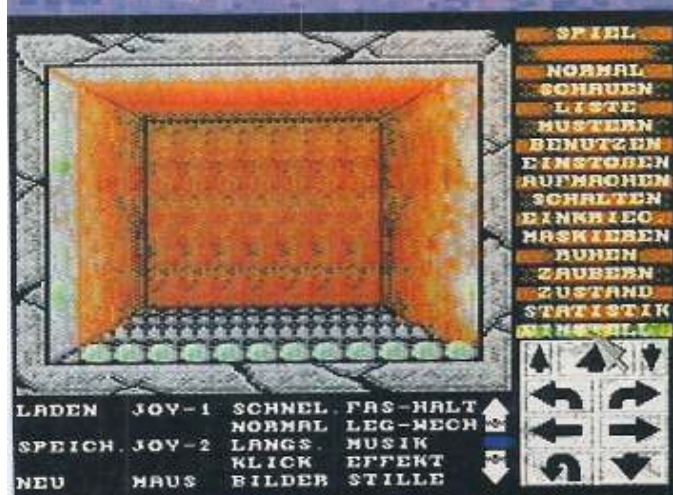 SPIEL
NORMAL
SCHAUEN
LISTE
MUSTERN
BENUTZEN
EINSTOßEN
AUFMACHEN
SCHALTEN
EINKRIEG.
MASKIEREN
RUHEN
ZAUBERN
ZUSTAND
STATISTIK
LADEN JOY-1 SCHNEL. FAS-HALT
NORMAL LEG-WECH
SPEICH. JOY-2 LANGS. MUSIK
KLICK EFFEKT
NEU MAUS BILDER STILLE